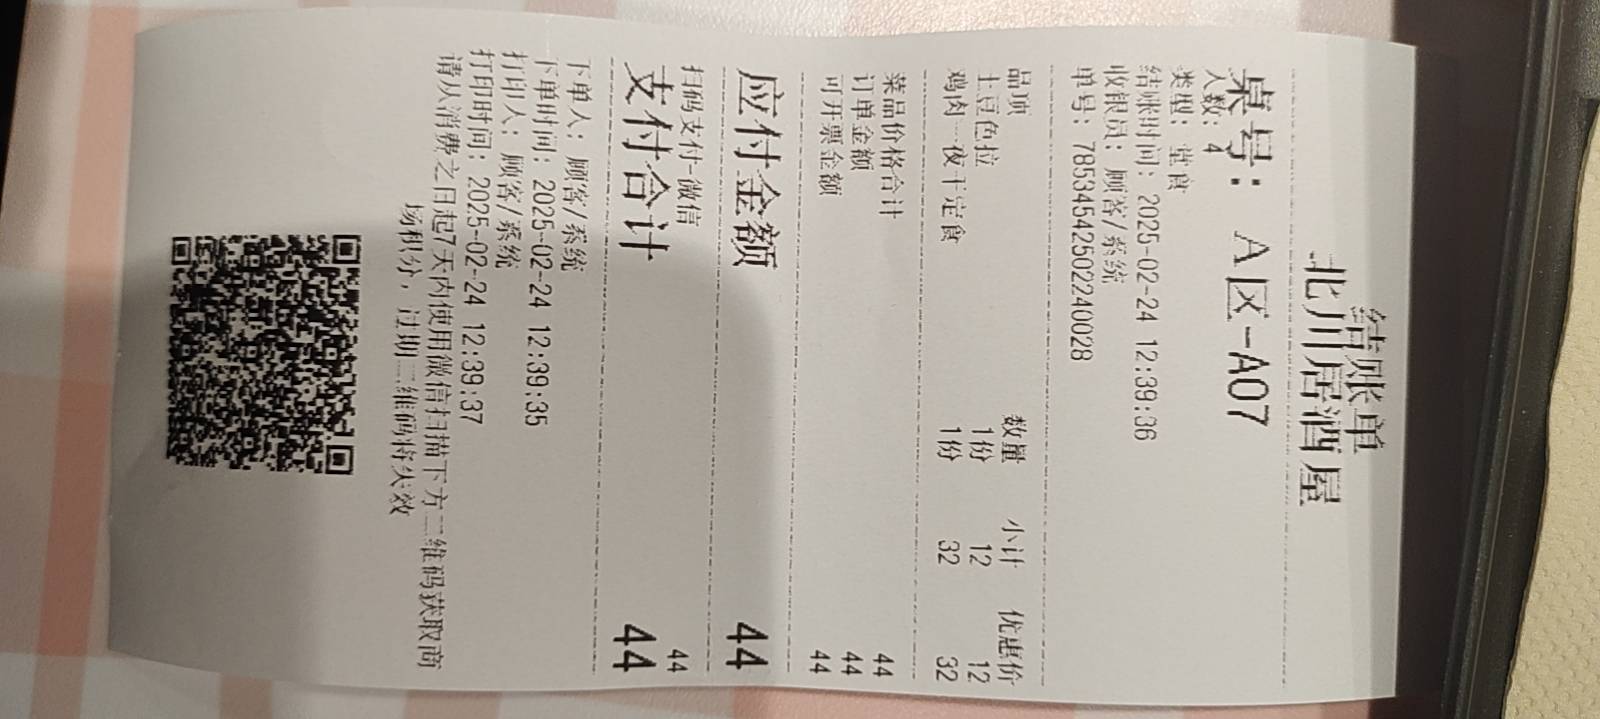 结账单
北川居酒屋
桌号： A区-A07
人数：4
类型：堂食
结账时间：2025-02-24 12:39:36
收银员：顾客/系统
单号：785345425022240028
品项 数量 小计 优惠价
土豆色拉 1份 12 12
鸡肉一夜干定食 1份 32 32
菜品价格合计 44
订单金额 44
可开票金额 44
应付金额 44
扫码支付-微信 44
支付合计 44
下单人：顾客/系统
下单时间：2025-02-24 12:39:35
打印人：顾客/系统
打印时间：2025-02-24 12:39:37
请从消费之日起7天内使用微信扫描下方二维码获取商
场积分，过期二维码将失效